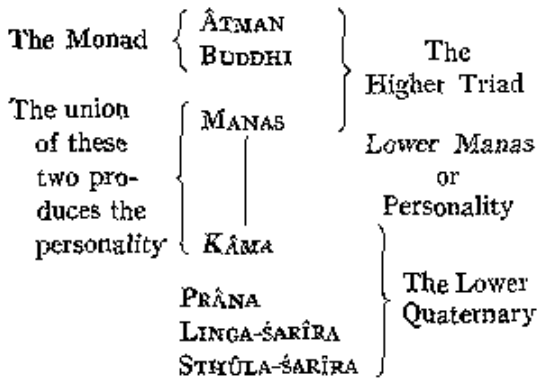 The Monad
ÂTMAN
BUDDHI
The
Higher Triad
The union
of these
two pro-
duces the
personality
MANAS
KÂMA
Lower Manas
or
Personality
PRÂNA
LINGA-ŚARÎRA
STHÛLA-ŚARÎRA
The Lower
Quaternary